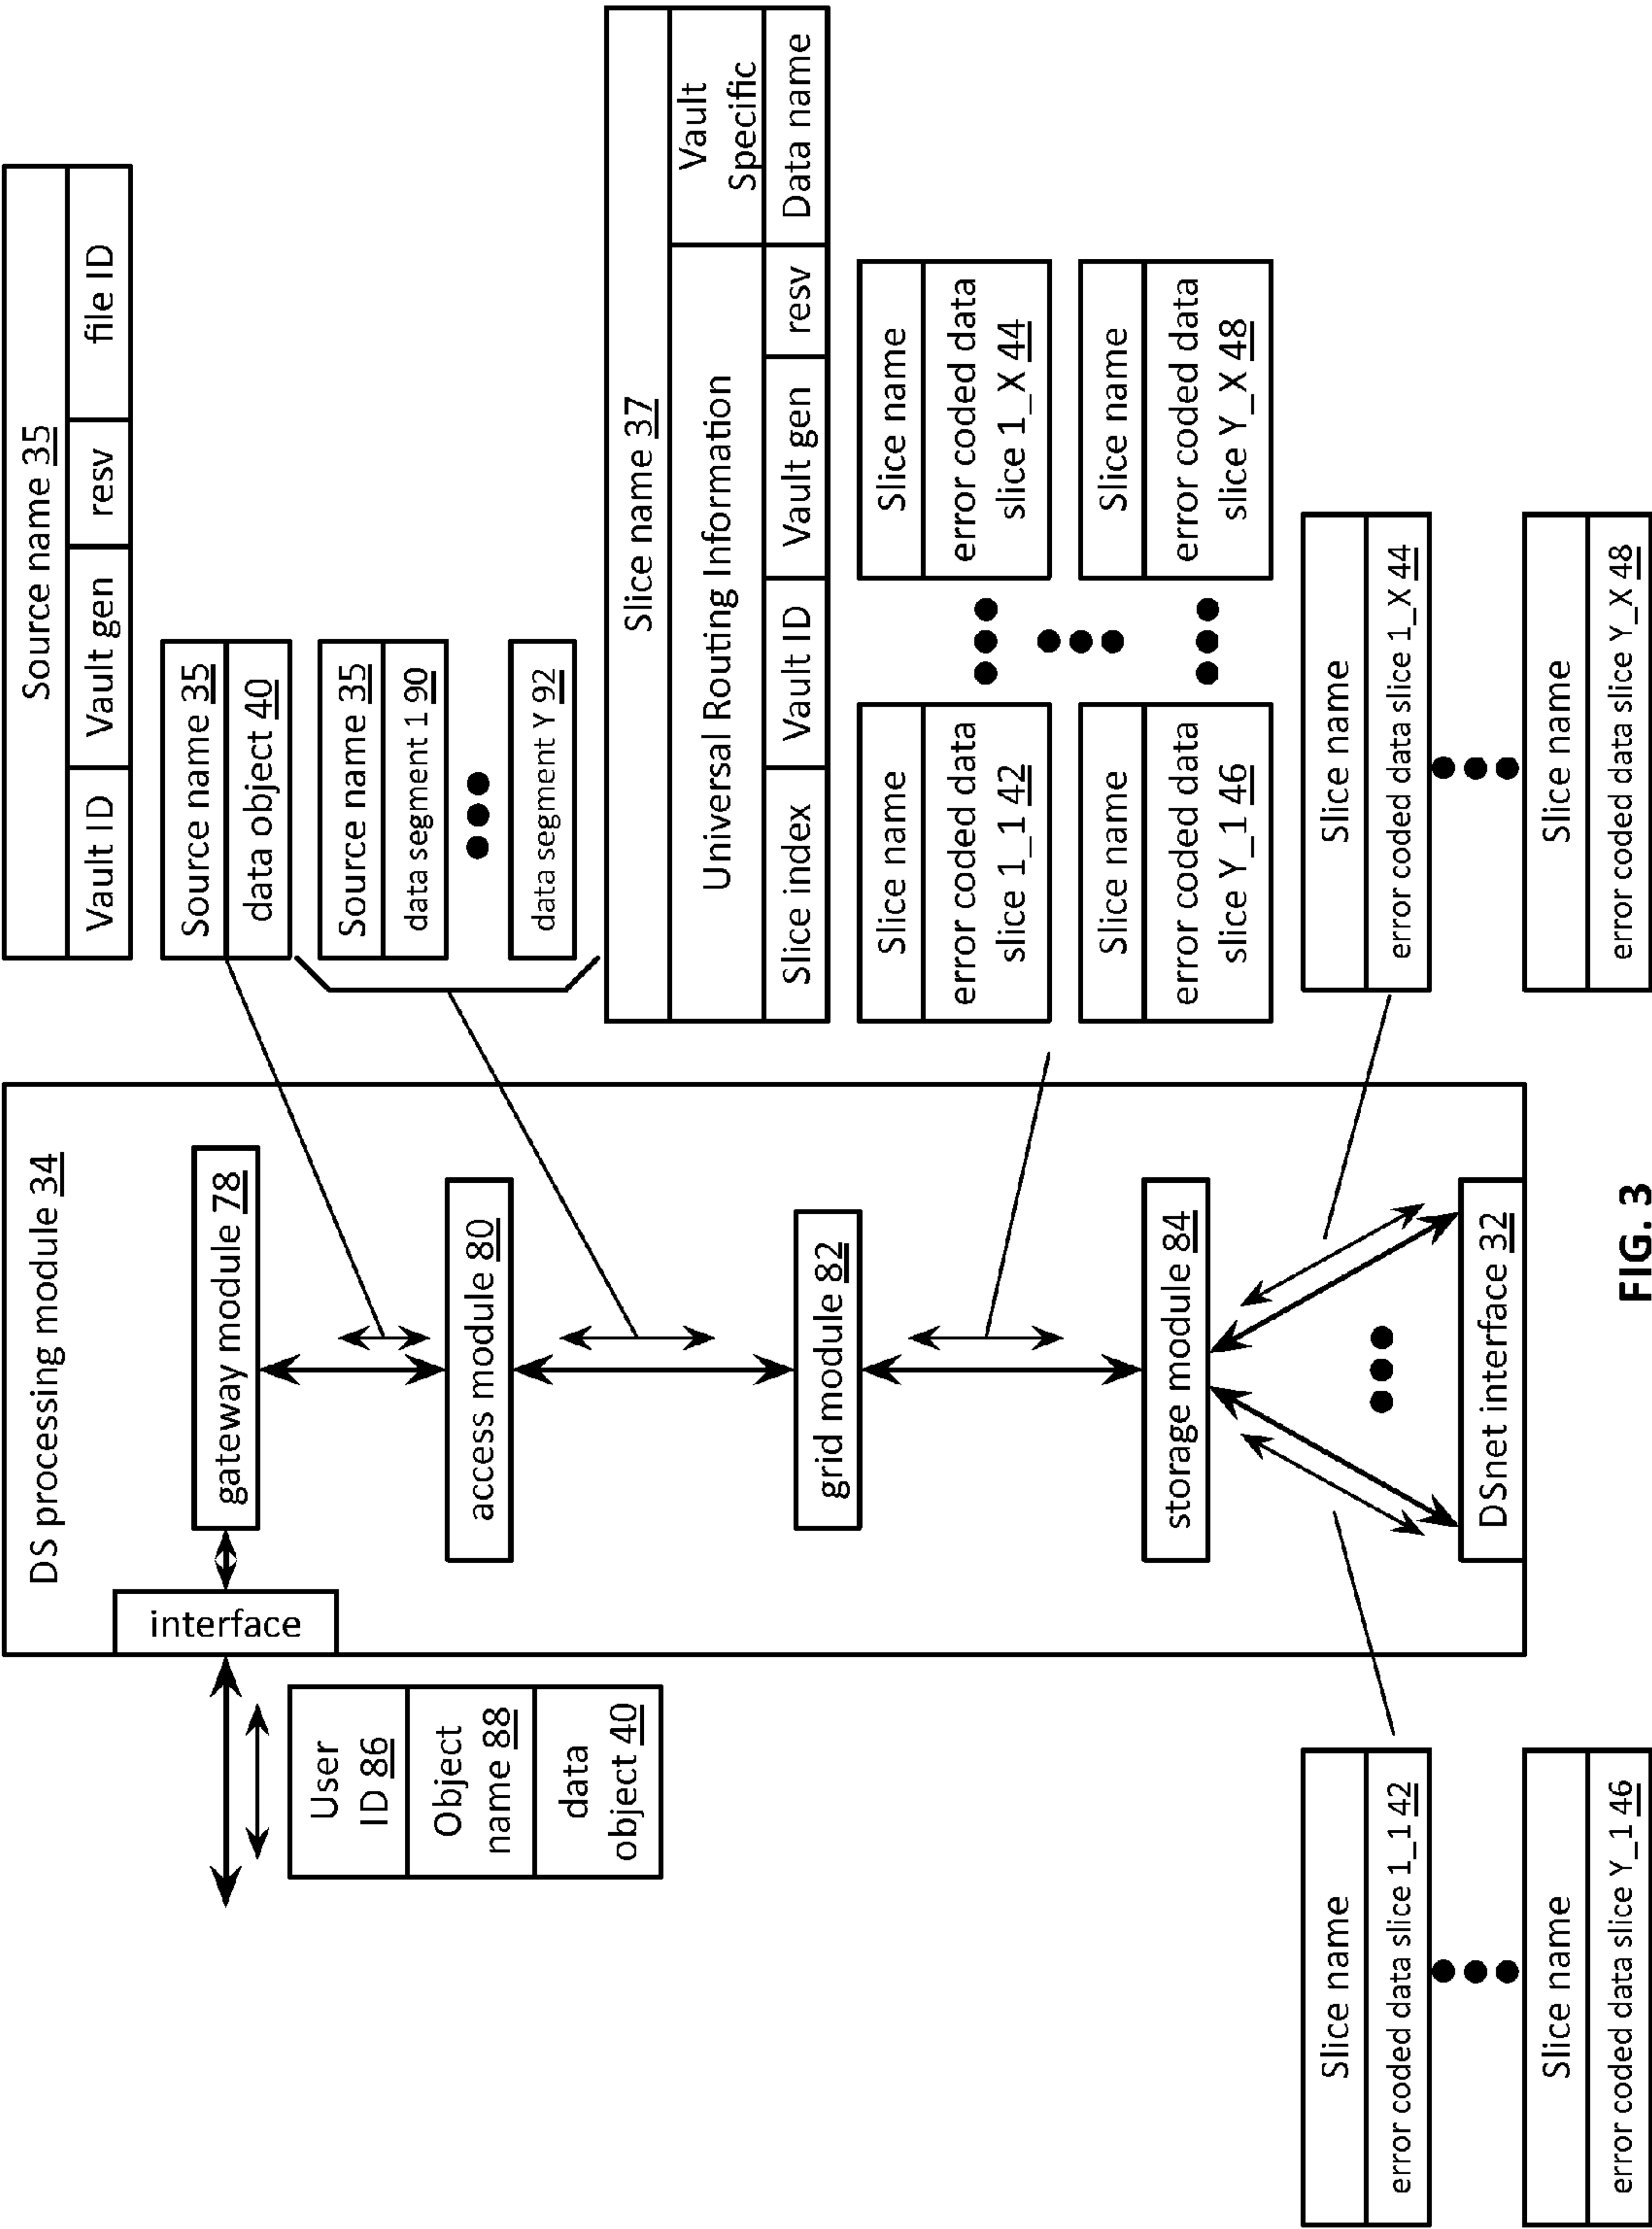 DS processing module 34
interface
gateway module 78
access module 80
grid module 82
storage module 84
DSnet interface 32
User
ID 86
Object
name 88
data
object 40
Source name 35
Vault ID
Vault gen
resv
file ID
Source name 35
data object 40
Source name 35
data segment 1 90
data segment Y 92
Slice name 37
Universal Routing Information
Vault
Specific
Slice index
Vault ID
Vault gen
resv
Data name
Slice name
error coded data
slice 1_1 42
Slice name
error coded data
slice 1_X 44
Slice name
error coded data
slice Y_1 46
Slice name
error coded data
slice Y_X 48
Slice name
error coded data slice 1_1 42
Slice name
error coded data slice Y_1 46
Slice name
error coded data slice 1_X 44
Slice name
error coded data slice Y_X 48
FIG. 3